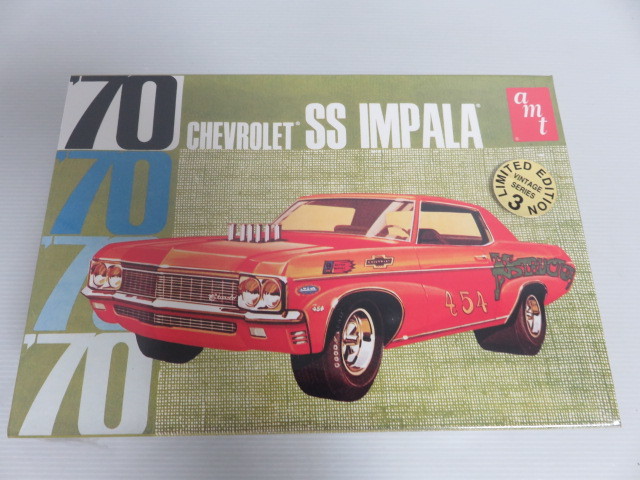 '70
CHEVROLET SS IMPALA
amt
LIMITED EDITION
VINTAGE
SERIES
3
70
'70
'70
454